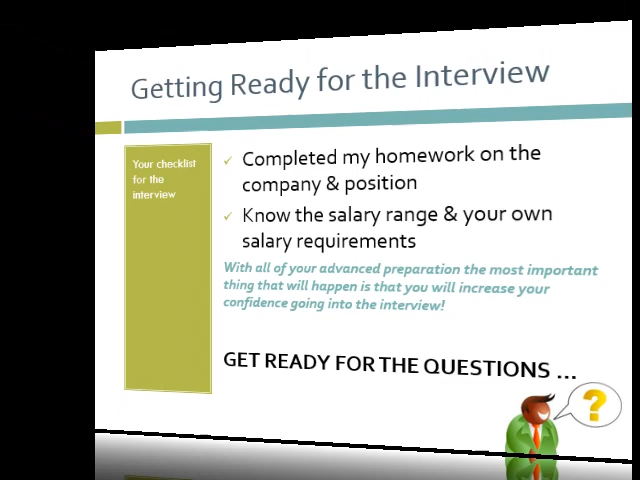 Getting Ready for the Interview
Your checklist
for the
interview
Completed my homework on the
company & position
Know the salary range & your own
salary requirements
With all of your advanced preparation the most important
thing that will happen is that you will increase your
confidence going into the interview!
GET READY FOR THE QUESTIONS ...
?